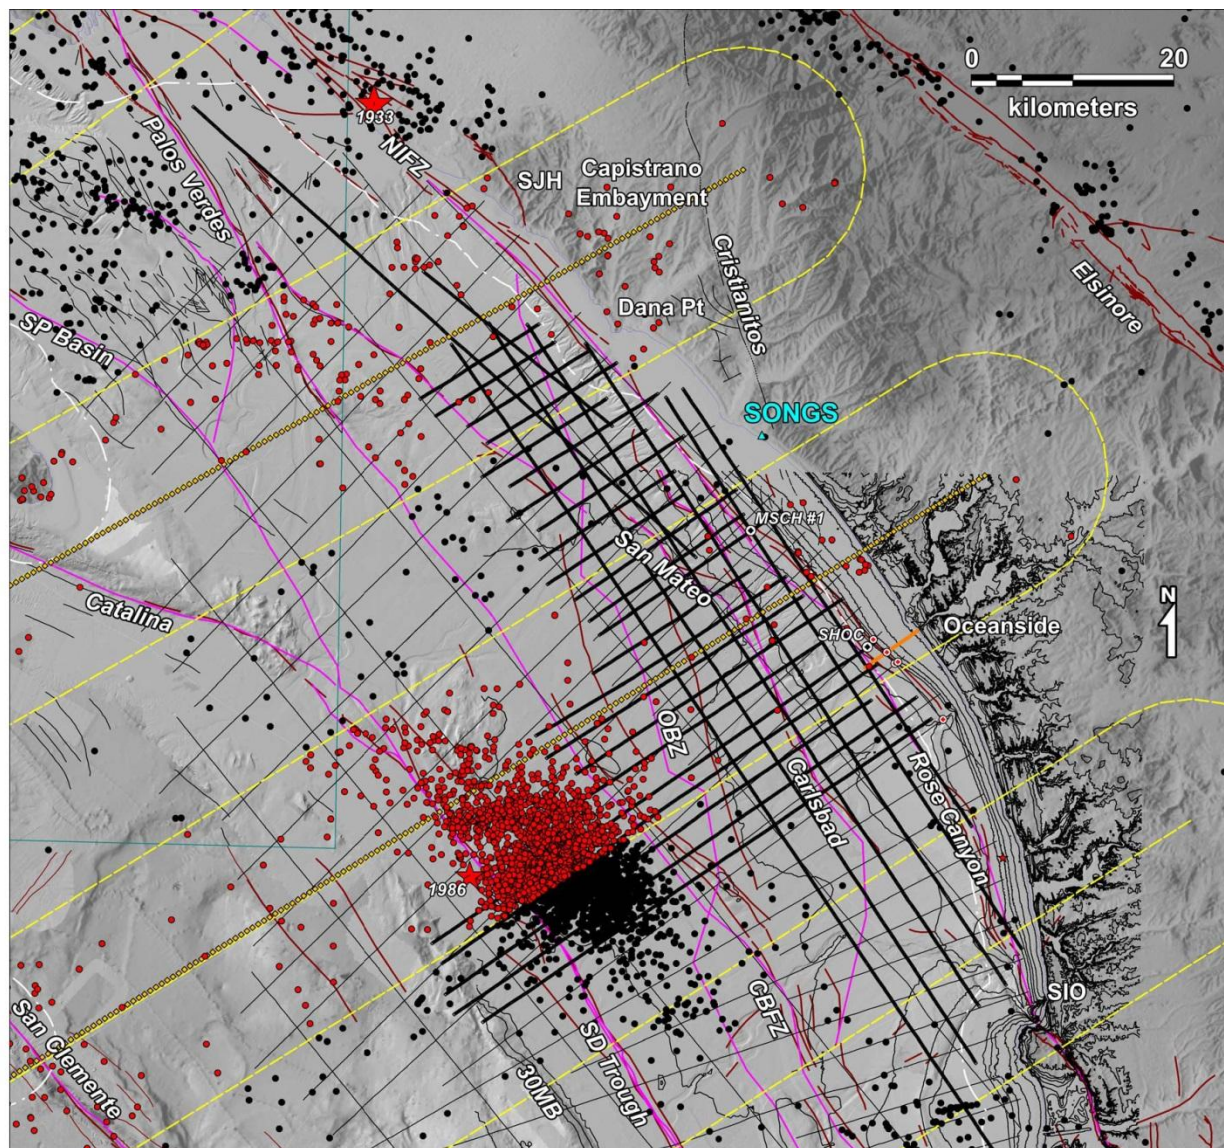 0 20
kilometers
1933
Palos Verdes
NIFZ
SJH
Capistrano
Embayment
Cristianitos
Elsinore
Dana Pt
SP Basin
SONGS
MSCH #1
San Mateo
Catalina
N
SHOC
Oceanside
OBZ
Carlsbad
Rose Canyon
1986
SIO
San Clemente
CBFZ
SD Trough
30MB